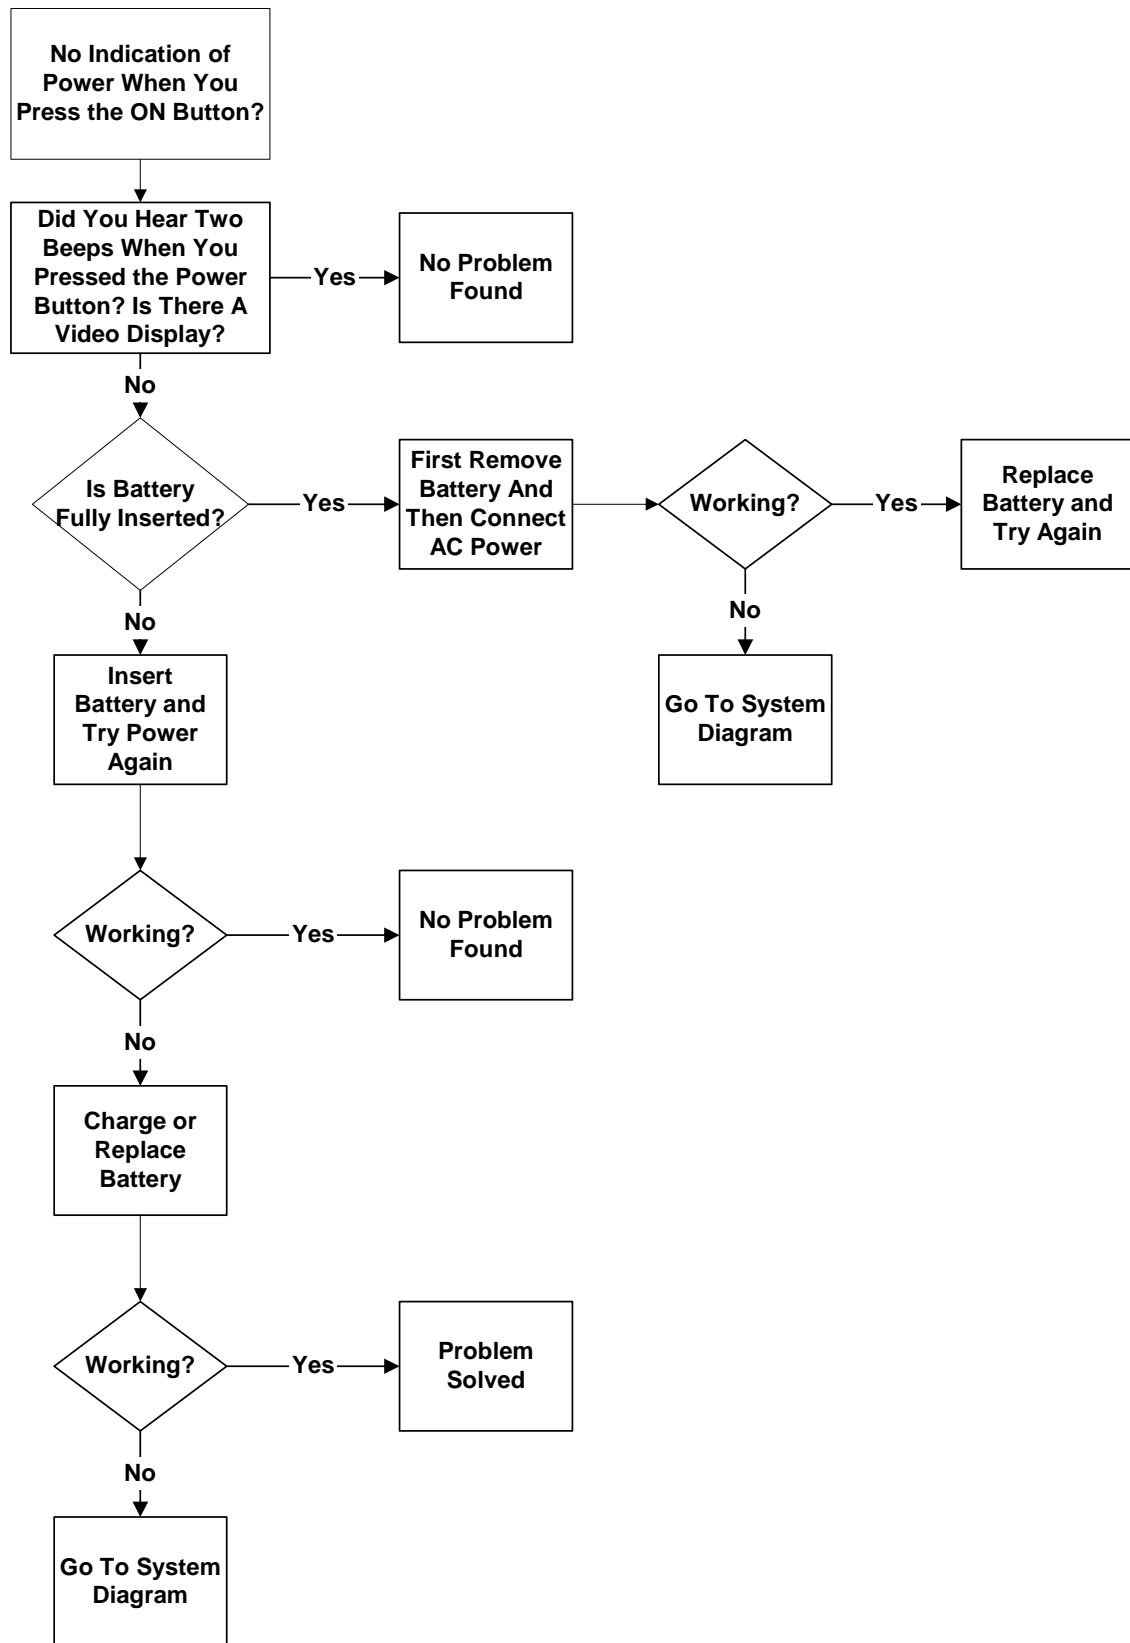 No Indication of
Power When You
Press the ON Button?
Did You Hear Two
Beeps When You
Pressed the Power
Button? Is There A
Video Display?
Yes
No Problem
Found
No
Is Battery
Fully Inserted?
Yes
First Remove
Battery And
Then Connect
AC Power
Working?
Yes
Replace
Battery and
Try Again
No
Go To System
Diagram
No
Insert
Battery and
Try Power
Again
Working?
Yes
No Problem
Found
No
Charge or
Replace
Battery
Working?
Yes
Problem
Solved
No
Go To System
Diagram